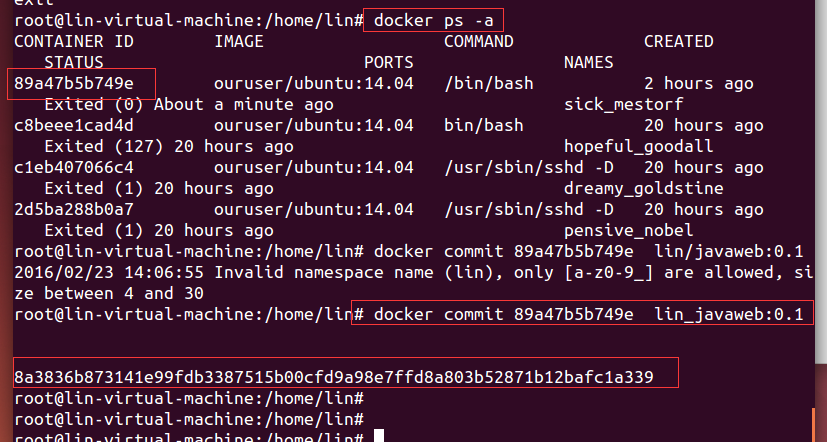 exit
root@lin-virtual-machine:/home/lin# docker ps -a
CONTAINER ID        IMAGE               COMMAND             CREATED
   STATUS                          PORTS               NAMES
89a47b5b749e        ouruser/ubuntu:14.04   /bin/bash           2 hours ago
   Exited (0) About a minute ago                       sick_mestorf
c8beee1cad4d        ouruser/ubuntu:14.04   bin/bash            20 hours ago
   Exited (127) 20 hours ago                           hopeful_goodall
c1eb407066c4        ouruser/ubuntu:14.04   /usr/sbin/sshd -D   20 hours ago
   Exited (1) 20 hours ago                             dreamy_goldstine
2d5ba288b0a7        ouruser/ubuntu:14.04   /usr/sbin/sshd -D   20 hours ago
   Exited (1) 20 hours ago                             pensive_nobel
root@lin-virtual-machine:/home/lin# docker commit 89a47b5b749e  lin/javaweb:0.1
2016/02/23 14:06:55 Invalid namespace name (lin), only [a-z0-9_] are allowed, si
ze between 4 and 30
root@lin-virtual-machine:/home/lin# docker commit 89a47b5b749e  lin_javaweb:0.1
8a3836b873141e99fdb3387515b00cfd9a98e7ffd8a803b52871b12bafc1a339
root@lin-virtual-machine:/home/lin#
root@lin-virtual-machine:/home/lin#
root@lin-virtual-machine:/home/lin#